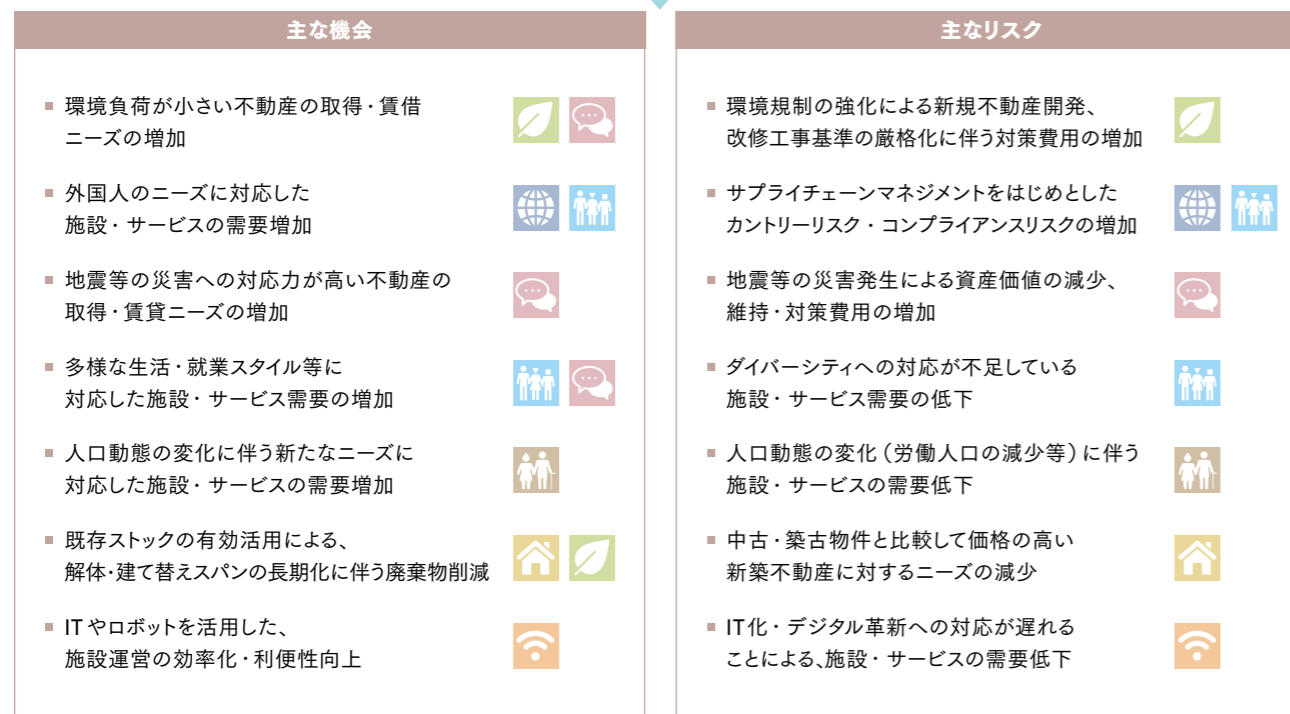 主な機会
■ 環境負荷が小さい不動産の取得・賃借
ニーズの増加
■ 外国人のニーズに対応した
施設・サービスの需要増加
■ 地震等の災害への対応力が高い不動産の
取得・賃貸ニーズの増加
■ 多様な生活・就業スタイル等に
対応した施設・サービス需要の増加
■ 人口動態の変化に伴う新たなニーズに
対応した施設・サービスの需要増加
■ 既存ストックの有効活用による、
解体・建て替えスパンの長期化に伴う廃棄物削減
■ ITやロボットを活用した、
施設運営の効率化・利便性向上
主なリスク
■ 環境規制の強化による新規不動産開発、
改修工事基準の厳格化に伴う対策費用の増加
■ サプライチェーンマネジメントをはじめとした
カントリーリスク・コンプライアンスリスクの増加
■ 地震等の災害発生による資産価値の減少、
維持・対策費用の増加
■ ダイバーシティへの対応が不足している
施設・サービス需要の低下
■ 人口動態の変化(労働人口の減少等)に伴う
施設・サービスの需要低下
■ 中古・築古物件と比較して価格の高い
新築不動産に対するニーズの減少
■ IT化・デジタル革新への対応が遅れる
ことによる、施設・サービスの需要低下